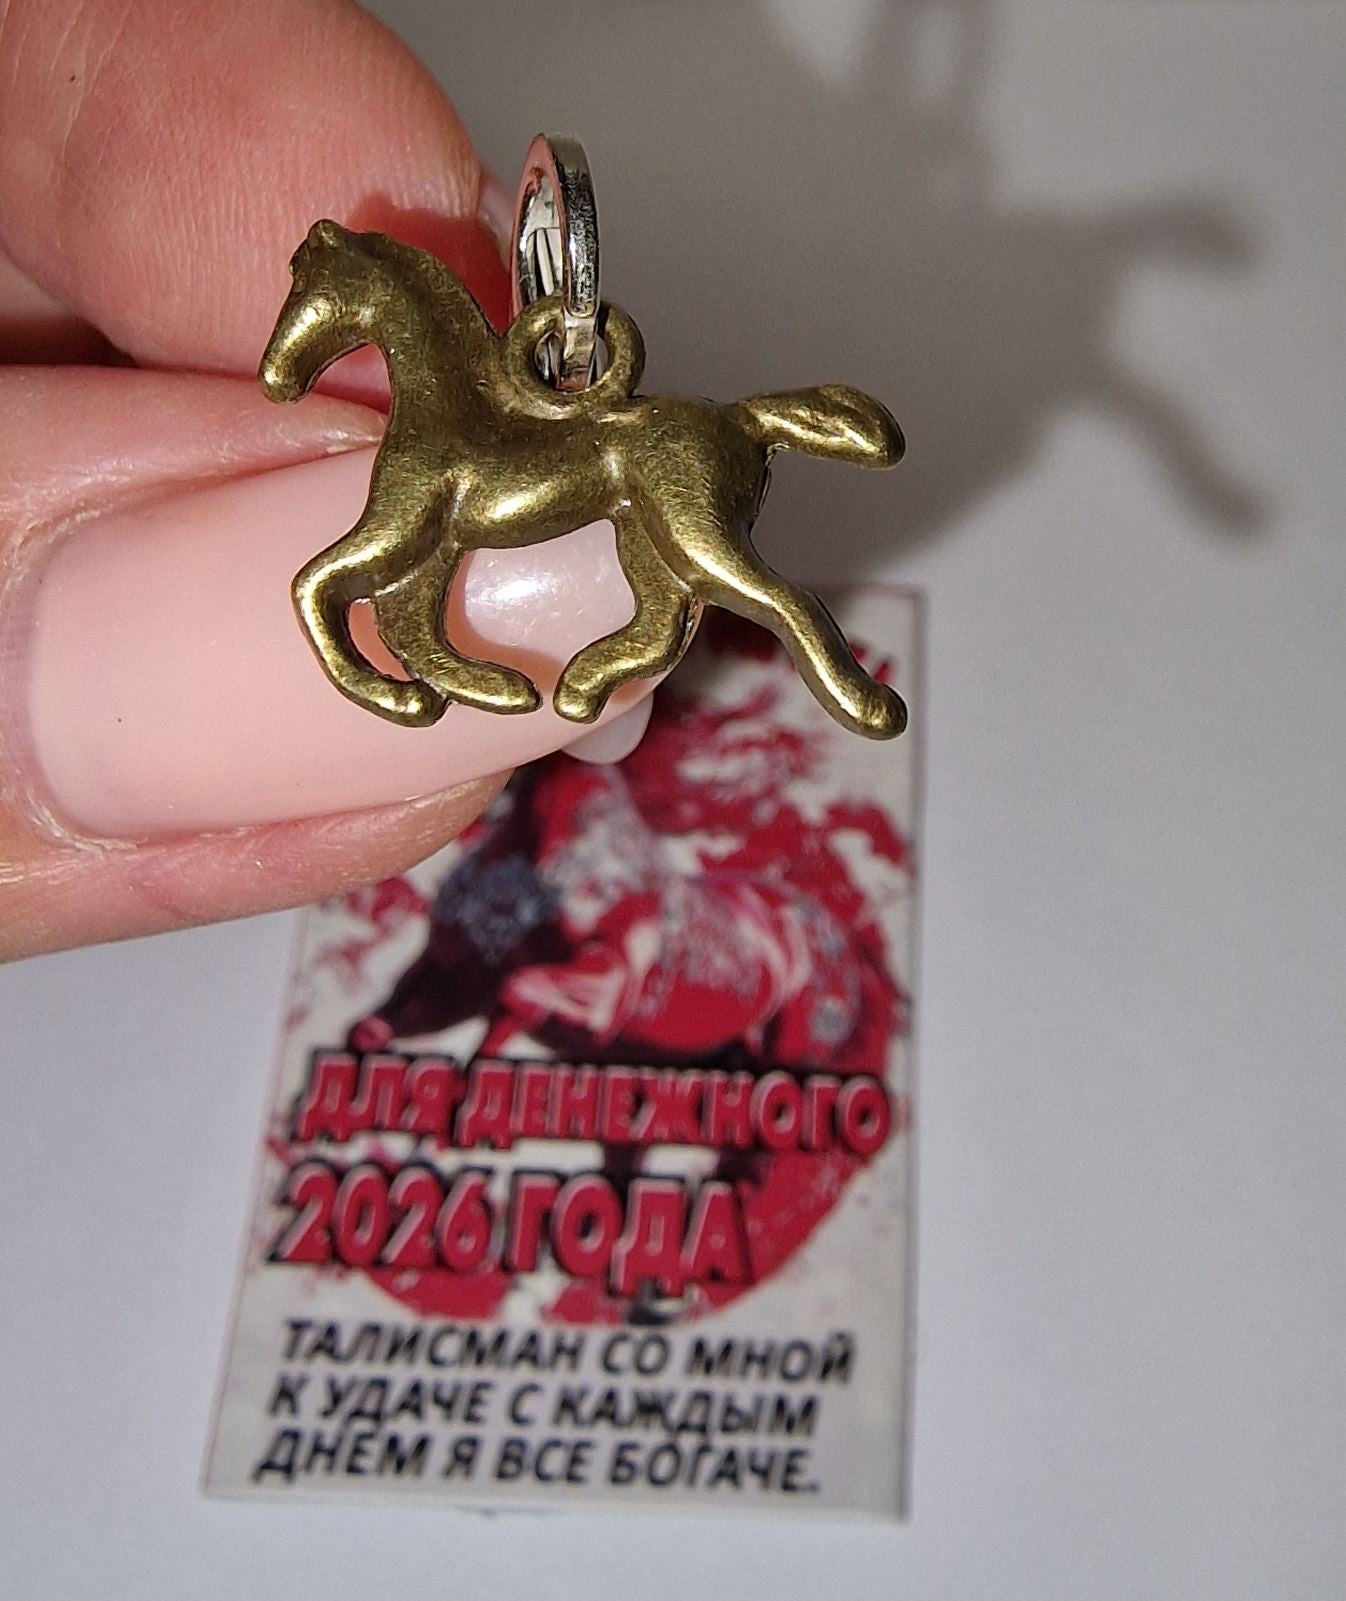 ДЛЯ ДЕНЕЖНОГО
2026 ГОДА
ТАЛИСМАН СО МНОЙ
К УДАЧЕ С КАЖДЫМ
ДНЕМ Я ВСЕ БОГАЧЕ.